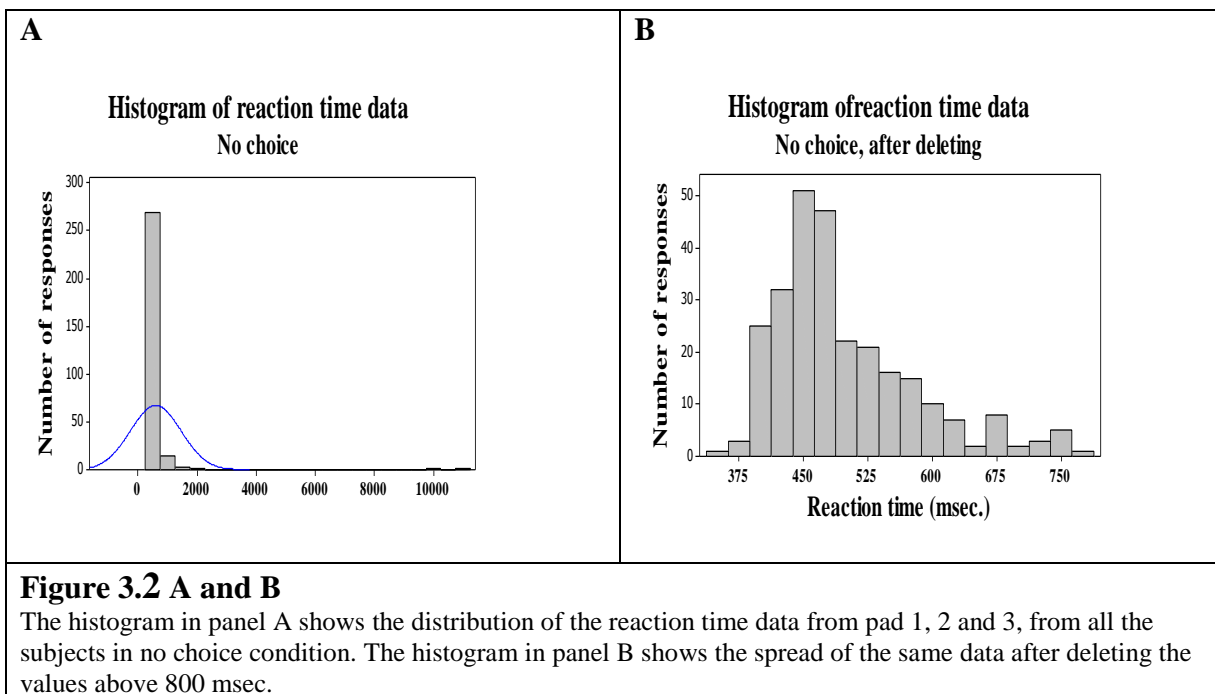 A
Histogram of reaction time data
No choice
300
250
200
150
100
50
0
Number of responses
0 2000 4000 6000 8000 10000
B
Histogram ofreaction time data
No choice, after deleting
50
40
30
20
10
0
Number of responses
375 450 525 600 675 750
Reaction time (msec.)
Figure 3.2 A and B
The histogram in panel A shows the distribution of the reaction time data from pad 1, 2 and 3, from all the
subjects in no choice condition. The histogram in panel B shows the spread of the same data after deleting the
values above 800 msec.